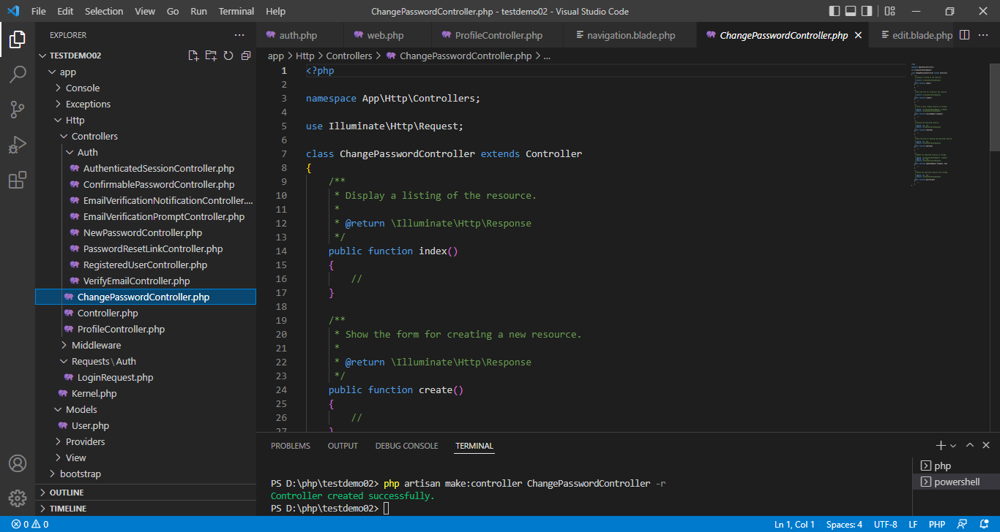 File Edit Selection View Go Run Terminal Help
ChangePasswordController.php - testdemo02 - Visual Studio Code
EXPLORER
TESTDEMO02
app
Console
Exceptions
Http
Controllers
Auth
AuthenticatedSessionController.php
ConfirmablePasswordController.php
EmailVerificationNotificationController....
EmailVerificationPromptController.php
NewPasswordController.php
PasswordResetLinkController.php
RegisteredUserController.php
VerifyEmailController.php
ChangePasswordController.php
Controller.php
ProfileController.php
Middleware
Requests\Auth
LoginRequest.php
Kernel.php
Models
User.php
Providers
View
bootstrap
OUTLINE
TIMELINE
auth.php web.php ProfileController.php navigation.blade.php ChangePasswordController.php edit.blade.php
app > Http > Controllers > ChangePasswordController.php > ...
1 <?php
2
3 namespace App\Http\Controllers;
4
5 use Illuminate\Http\Request;
6
7 class ChangePasswordController extends Controller
8 {
9 /**
10 * Display a listing of the resource.
11 *
12 * @return \Illuminate\Http\Response
13 */
14 public function index()
15 {
16 //
17 }
18
19 /**
20 * Show the form for creating a new resource.
21 *
22 * @return \Illuminate\Http\Response
23 */
24 public function create()
25 {
26 //
27 }
PROBLEMS OUTPUT DEBUG CONSOLE TERMINAL
PS D:\php\testdemo02> php artisan make:controller ChangePasswordController -r
Controller created successfully.
PS D:\php\testdemo02>
php
powershell
0 0
Ln 1, Col 1 Spaces: 4 UTF-8 LF PHP